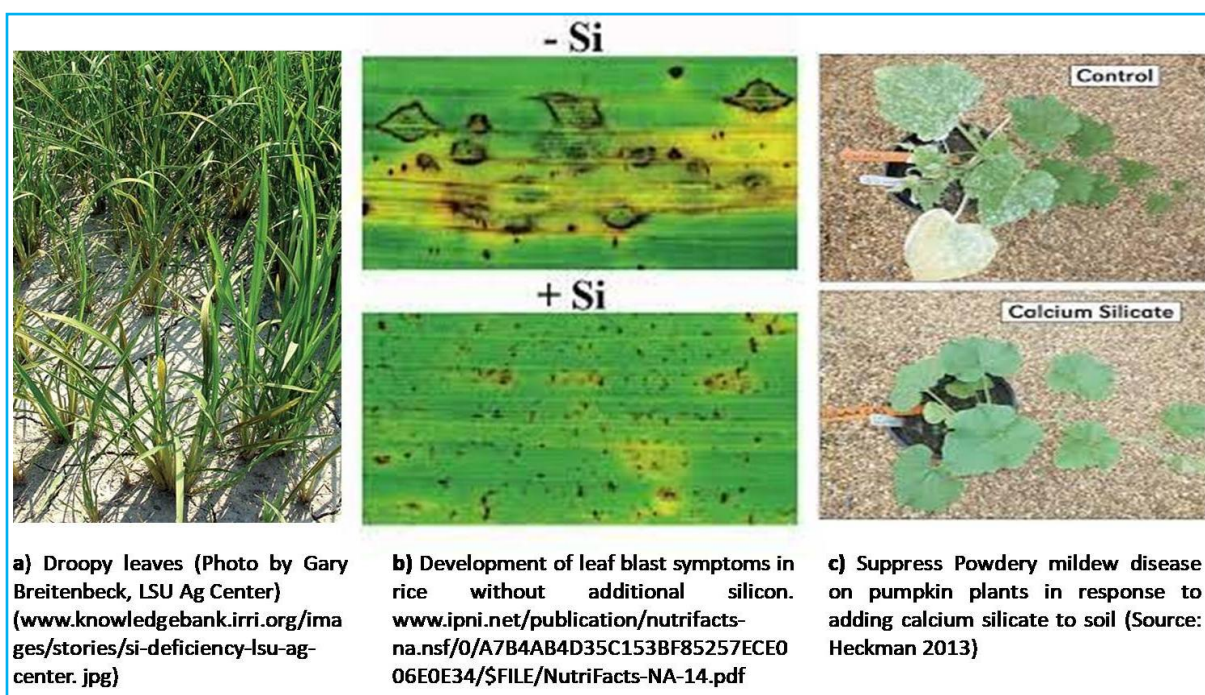 - Si
+ Si
Control
Calcium Silicate
a) Droopy leaves (Photo by Gary
Breitenbeck, LSU Ag Center)
(www.knowledgebank.irri.org/ima
ges/stories/si-deficiency-lsu-ag-
center. jpg)
b) Development of leaf blast symptoms in
rice without additional silicon.
www.ipni.net/publication/nutrifacts-
na.nsf/0/A7B4AB4D35C153BF85257ECE0
06E0E34/$FILE/NutriFacts-NA-14.pdf
c) Suppress Powdery mildew disease
on pumpkin plants in response to
adding calcium silicate to soil (Source:
Heckman 2013)